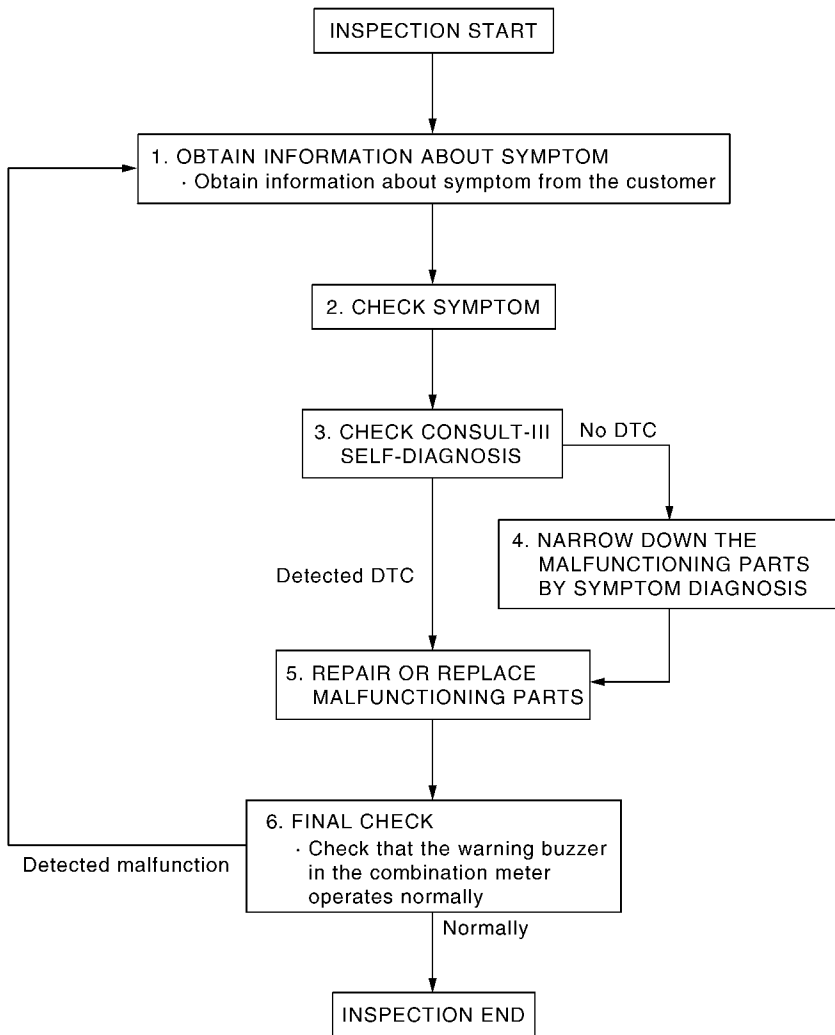 INSPECTION START
1. OBTAIN INFORMATION ABOUT SYMPTOM
· Obtain information about symptom from the customer
2. CHECK SYMPTOM
3. CHECK CONSULT-III
SELF-DIAGNOSIS
No DTC
4. NARROW DOWN THE
MALFUNCTIONING PARTS
BY SYMPTOM DIAGNOSIS
Detected DTC
5. REPAIR OR REPLACE
MALFUNCTIONING PARTS
6. FINAL CHECK
· Check that the warning buzzer
in the combination meter
operates normally
Detected malfunction
Normally
INSPECTION END